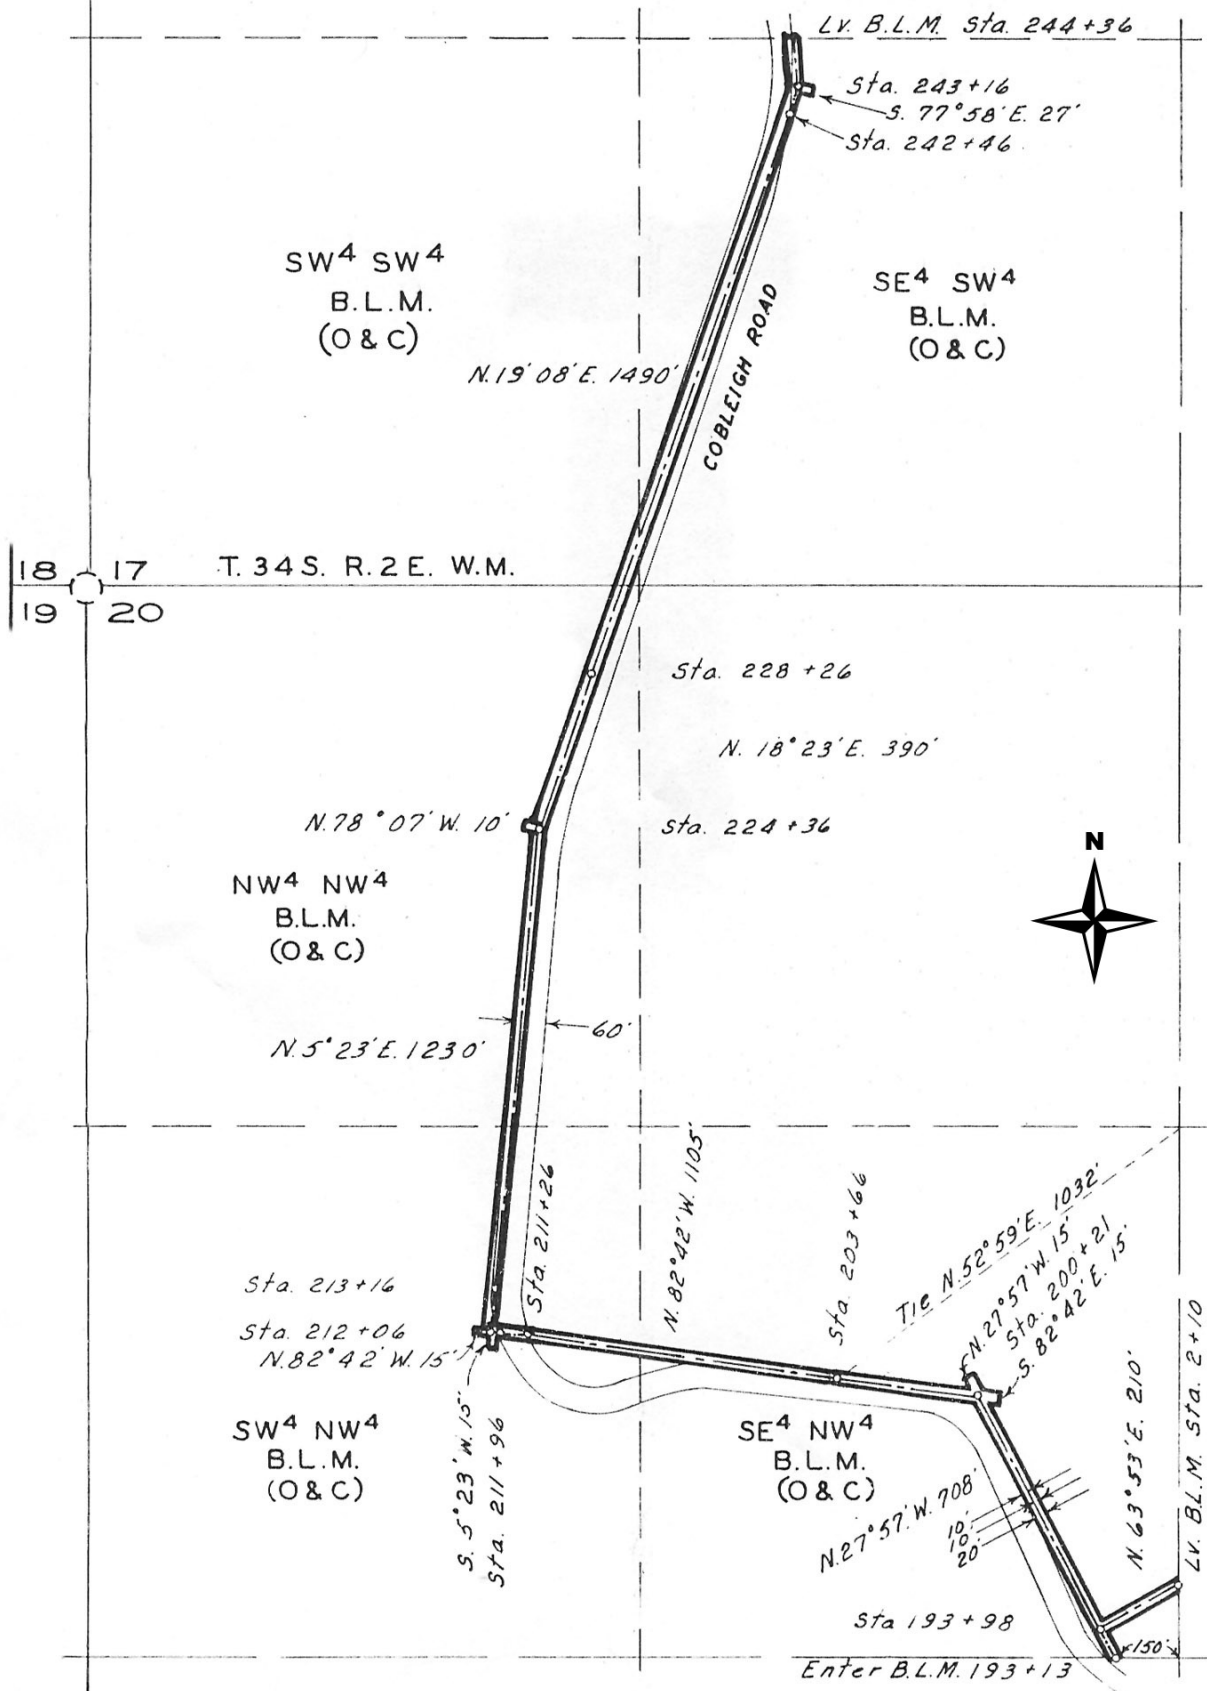 Lv. B.L.M. Sta. 244+36
Sta. 243+16
S. 77°58' E. 27'
Sta. 242+46
SW⁴ SW⁴
B.L.M.
(O & C)
SE⁴ SW⁴
B.L.M.
(O & C)
N. 19' 08' E. 1490'
COBLEIGH ROAD
18 17
T. 34 S. R. 2 E. W.M.
19 20
Sta. 228+26
N. 18°23' E. 390'
N. 78°07' W. 10'
Sta. 224+36
N
NW⁴ NW⁴
B.L.M.
(O & C)
60'
N. 5°23' E. 1230'
Sta. 211+26
N. 82°42' W. 1105'
Sta. 203+66
Tie N. 52°59' E. 1032'
N. 27°57' W. 15'
Sta. 200+21
S. 82°42' E. 15'
Sta. 213+16
Sta. 212+06
N. 82°42' W. 15'
SW⁴ NW⁴
B.L.M.
(O & C)
S. 5°23' W. 15'
Sta. 211+96
SE⁴ NW⁴
B.L.M.
(O & C)
N. 27°57' W. 708'
10'
10'
20'
N. 63°53' E. 210'
Lv. B.L.M. Sta. 2+10
Sta 193+98
150'
Enter B.L.M. 193+13